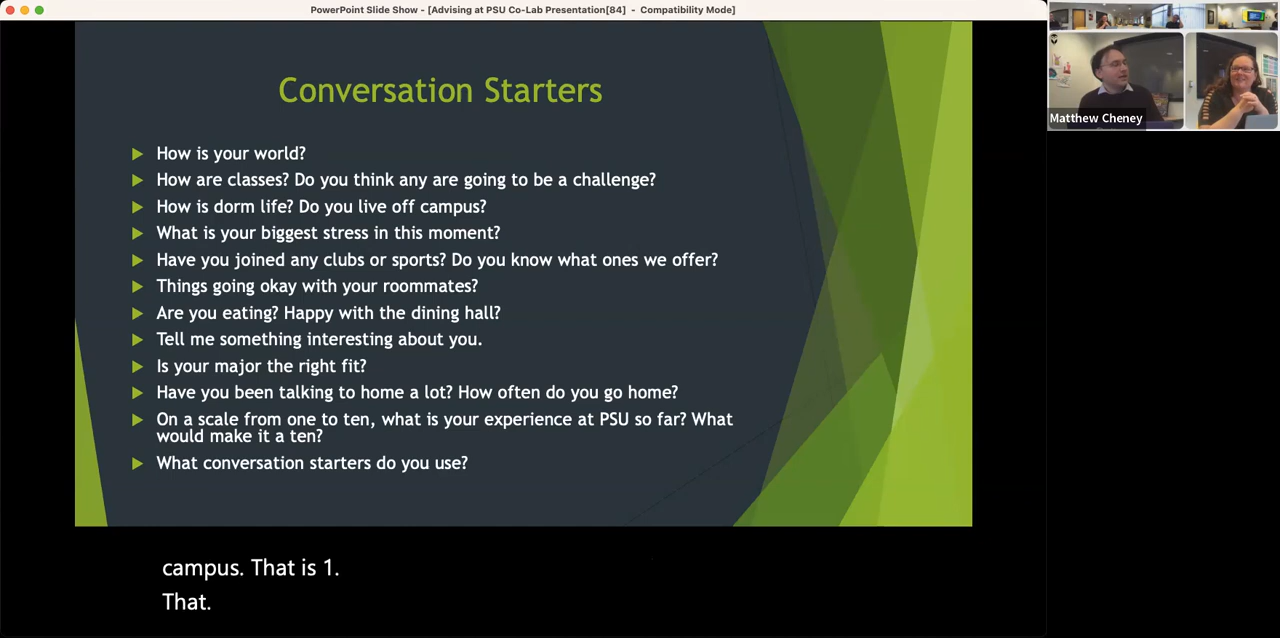 PowerPoint Slide Show - [Advising at PSU Co-Lab Presentation[84] - Compatibility Mode]
Matthew Cheney
Conversation Starters
How is your world?
How are classes? Do you think any are going to be a challenge?
How is dorm life? Do you live off campus?
What is your biggest stress in this moment?
Have you joined any clubs or sports? Do you know what ones we offer?
Things going okay with your roommates?
Are you eating? Happy with the dining hall?
Tell me something interesting about you.
Is your major the right fit?
Have you been talking to home a lot? How often do you go home?
On a scale from one to ten, what is your experience at PSU so far? What
would make it a ten?
What conversation starters do you use?
campus. That is 1.
That.